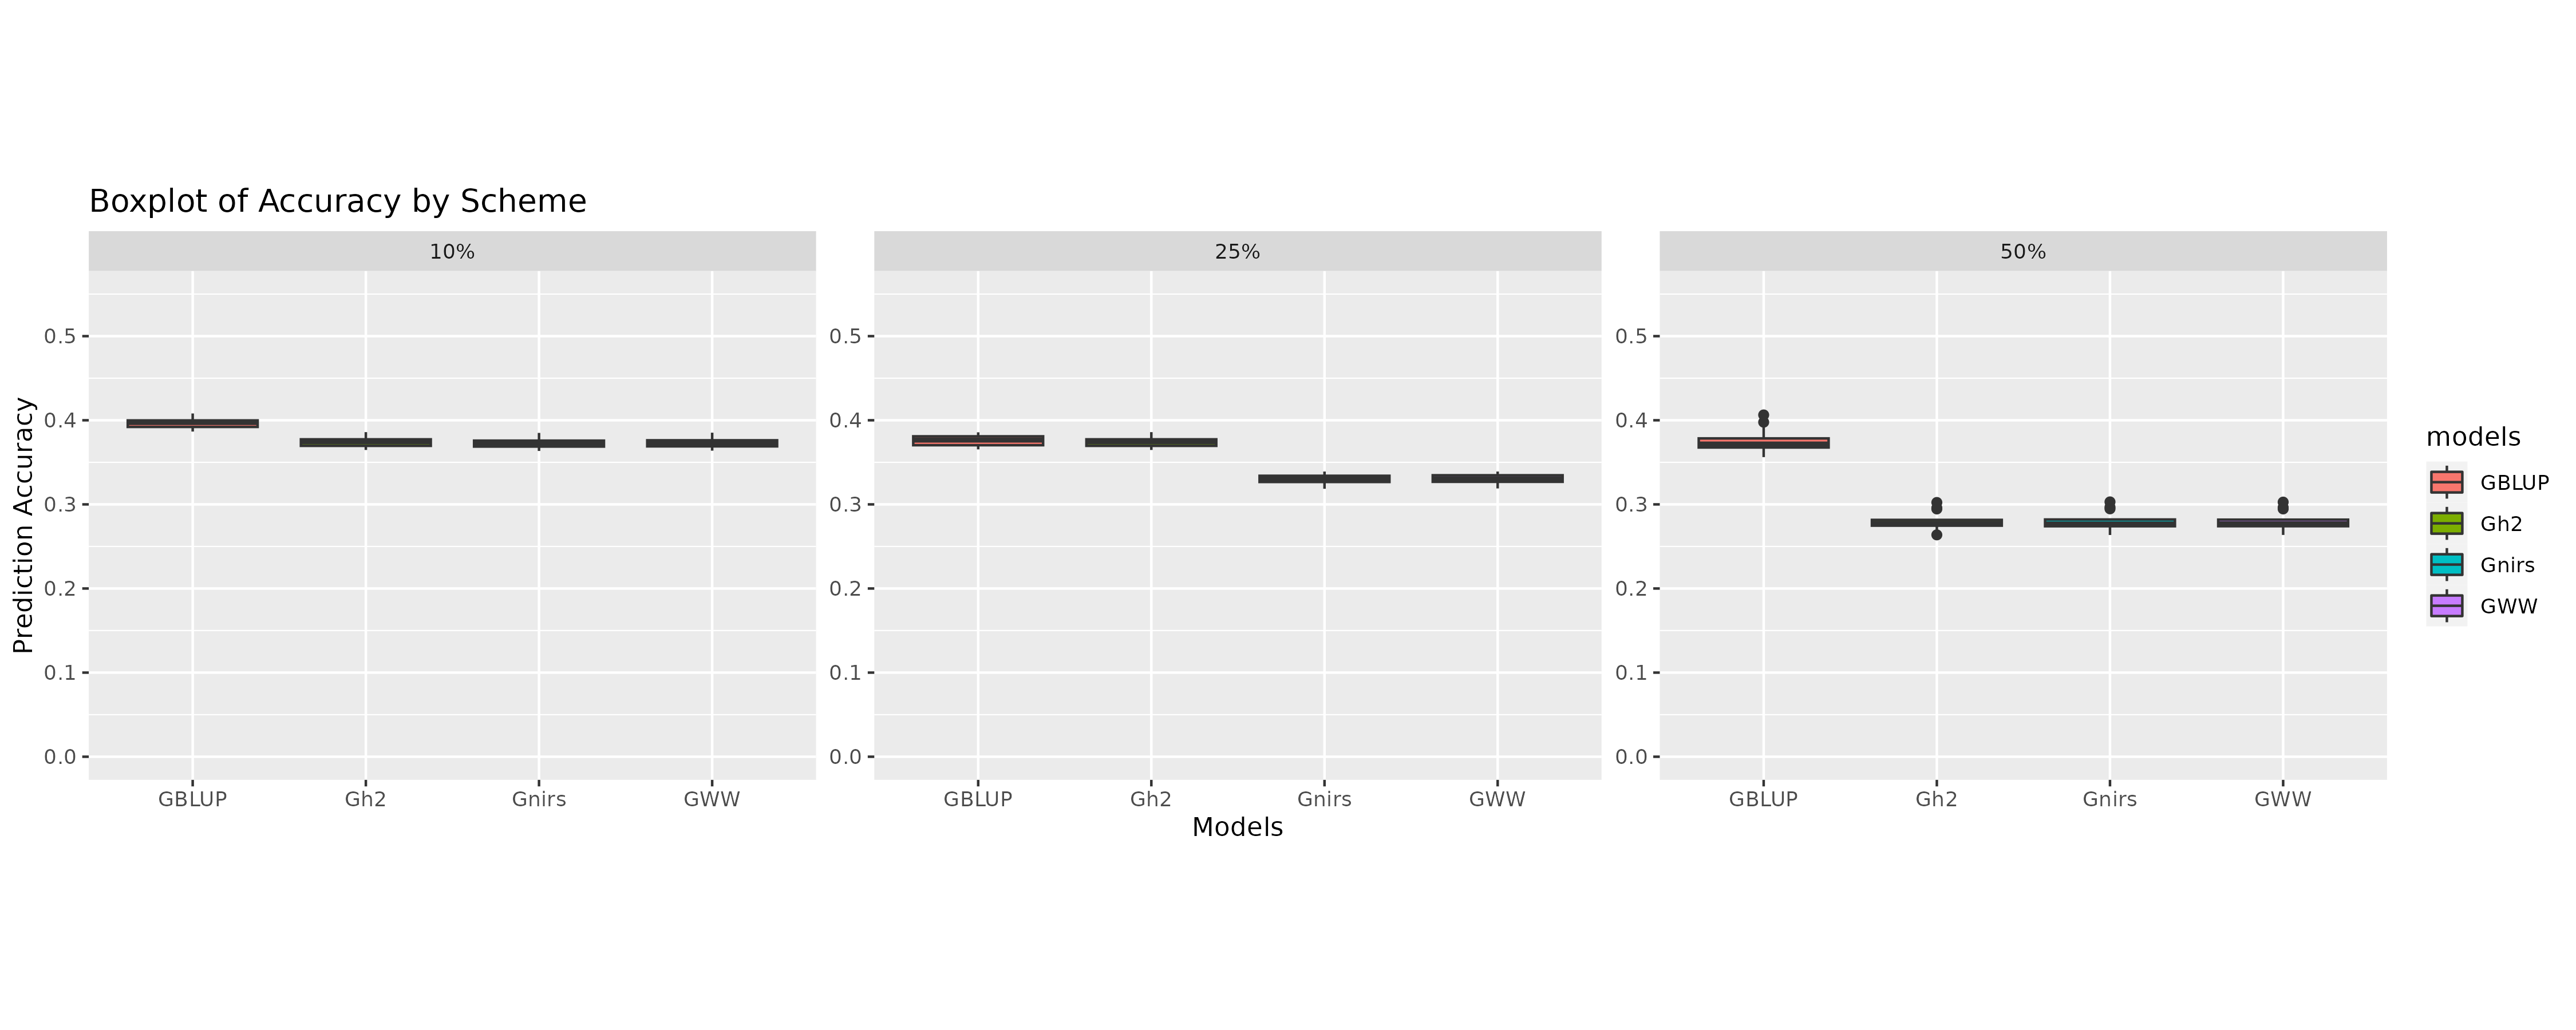 Boxplot of Accuracy by Scheme
10%
25%
50%
Prediction Accuracy
0.5
0.4
0.3
0.2
0.1
0.0
0.5
0.4
0.3
0.2
0.1
0.0
0.5
0.4
0.3
0.2
0.1
0.0
GBLUP Gh2 Gnirs GWW
GBLUP Gh2 Gnirs GWW
GBLUP Gh2 Gnirs GWW
Models
models
GBLUP
Gh2
Gnirs
GWW